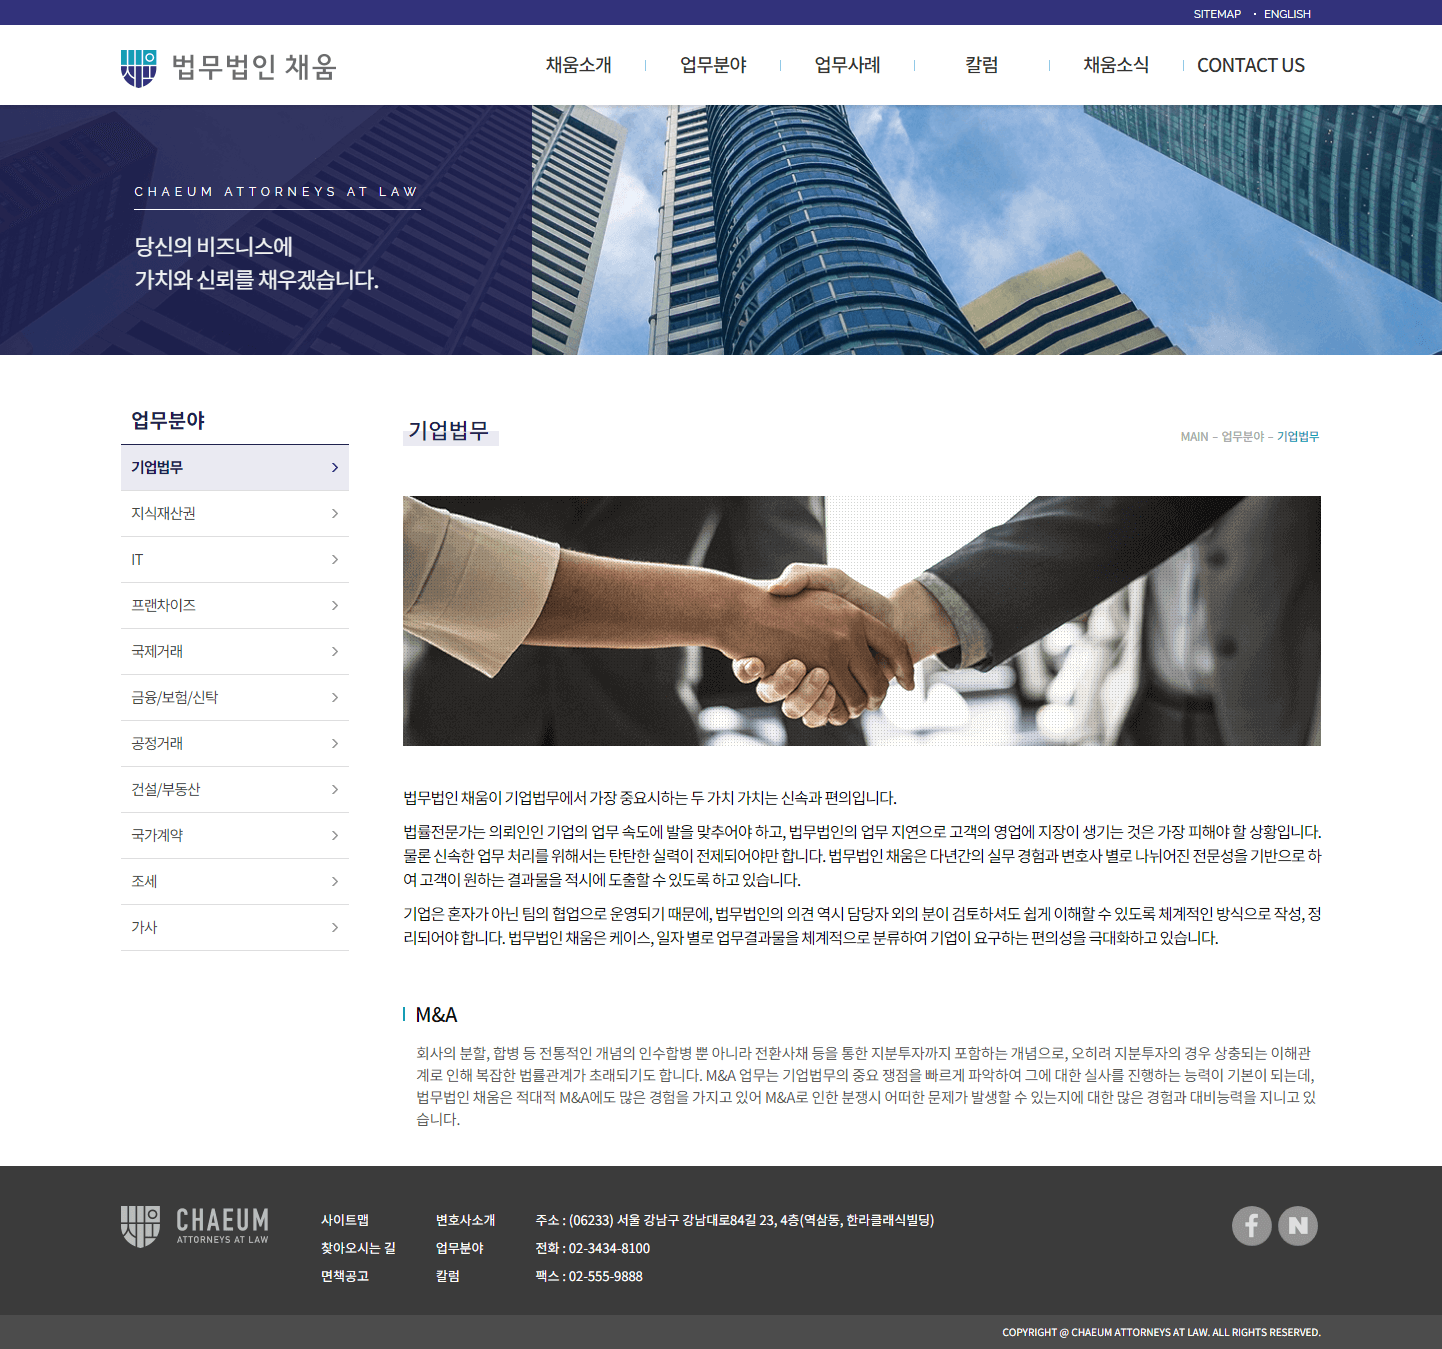 SITEMAP · ENGLISH
법무법인 채움
채움소개
업무분야
업무사례
칼럼
채움소식
CONTACT US
CHAEUM ATTORNEYS AT LAW
당신의 비즈니스에
가치와 신뢰를 채우겠습니다.
업무분야
기업법무
지식재산권
IT
프랜차이즈
국제거래
금융/보험/신탁
공정거래
건설/부동산
국가계약
조세
가사
기업법무
MAIN − 업무분야 − 기업법무
법무법인 채움이 기업법무에서 가장 중요시하는 두 가치 가치는 신속과 편의입니다.
법률전문가는 의뢰인인 기업의 업무 속도에 발을 맞추어야 하고, 법무법인의 업무 지연으로 고객의 영업에 지장이 생기는 것은 가장 피해야 할 상황입니다.
물론 신속한 업무 처리를 위해서는 탄탄한 실력이 전제되어야만 합니다. 법무법인 채움은 다년간의 실무 경험과 변호사 별로 나뉘어진 전문성을 기반으로 하
여 고객이 원하는 결과물을 적시에 도출할 수 있도록 하고 있습니다.
기업은 혼자가 아닌 팀의 협업으로 운영되기 때문에, 법무법인의 의견 역시 담당자 외의 분이 검토하셔도 쉽게 이해할 수 있도록 체계적인 방식으로 작성, 정
리되어야 합니다. 법무법인 채움은 케이스, 일자 별로 업무결과물을 체계적으로 분류하여 기업이 요구하는 편의성을 극대화하고 있습니다.
M&A
회사의 분할, 합병 등 전통적인 개념의 인수합병 뿐 아니라 전환사채 등을 통한 지분투자까지 포함하는 개념으로, 오히려 지분투자의 경우 상충되는 이해관
계로 인해 복잡한 법률관계가 초래되기도 합니다. M&A 업무는 기업법무의 중요 쟁점을 빠르게 파악하여 그에 대한 실사를 진행하는 능력이 기본이 되는데,
법무법인 채움은 적대적 M&A에도 많은 경험을 가지고 있어 M&A로 인한 분쟁시 어떠한 문제가 발생할 수 있는지에 대한 많은 경험과 대비능력을 지니고 있
습니다.
CHAEUM
ATTORNEYS AT LAW
사이트맵
찾아오시는 길
면책공고
변호사소개
업무분야
칼럼
주소 : (06233) 서울 강남구 강남대로84길 23, 4층(역삼동, 한라클래식빌딩)
전화 : 02-3434-8100
팩스 : 02-555-9888
f N
COPYRIGHT @ CHAEUM ATTORNEYS AT LAW. ALL RIGHTS RESERVED.